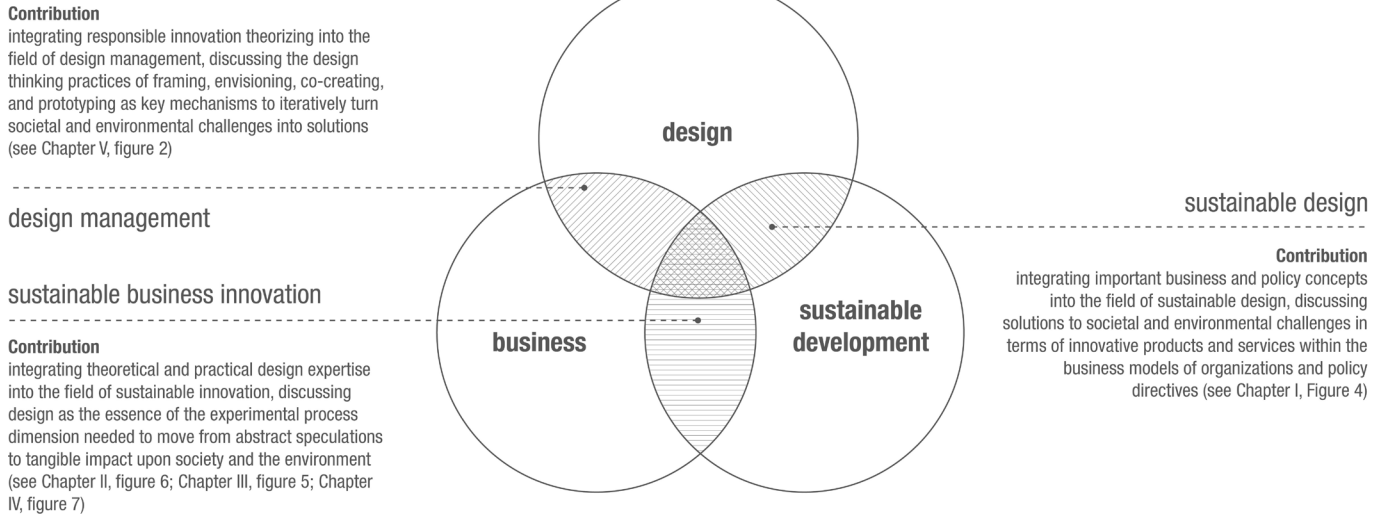 Contribution
integrating responsible innovation theorizing into the
field of design management, discussing the design
thinking practices of framing, envisioning, co-creating,
and prototyping as key mechanisms to iteratively turn
societal and environmental challenges into solutions
(see Chapter V, figure 2)
design management
sustainable business innovation
Contribution
integrating theoretical and practical design expertise
into the field of sustainable innovation, discussing
design as the essence of the experimental process
dimension needed to move from abstract speculations
to tangible impact upon society and the environment
(see Chapter II, figure 6; Chapter III, figure 5; Chapter
IV, figure 7)
design
business
sustainable
development
sustainable design
Contribution
integrating important business and policy concepts
into the field of sustainable design, discussing
solutions to societal and environmental challenges in
terms of innovative products and services within the
business models of organizations and policy
directives (see Chapter I, Figure 4)